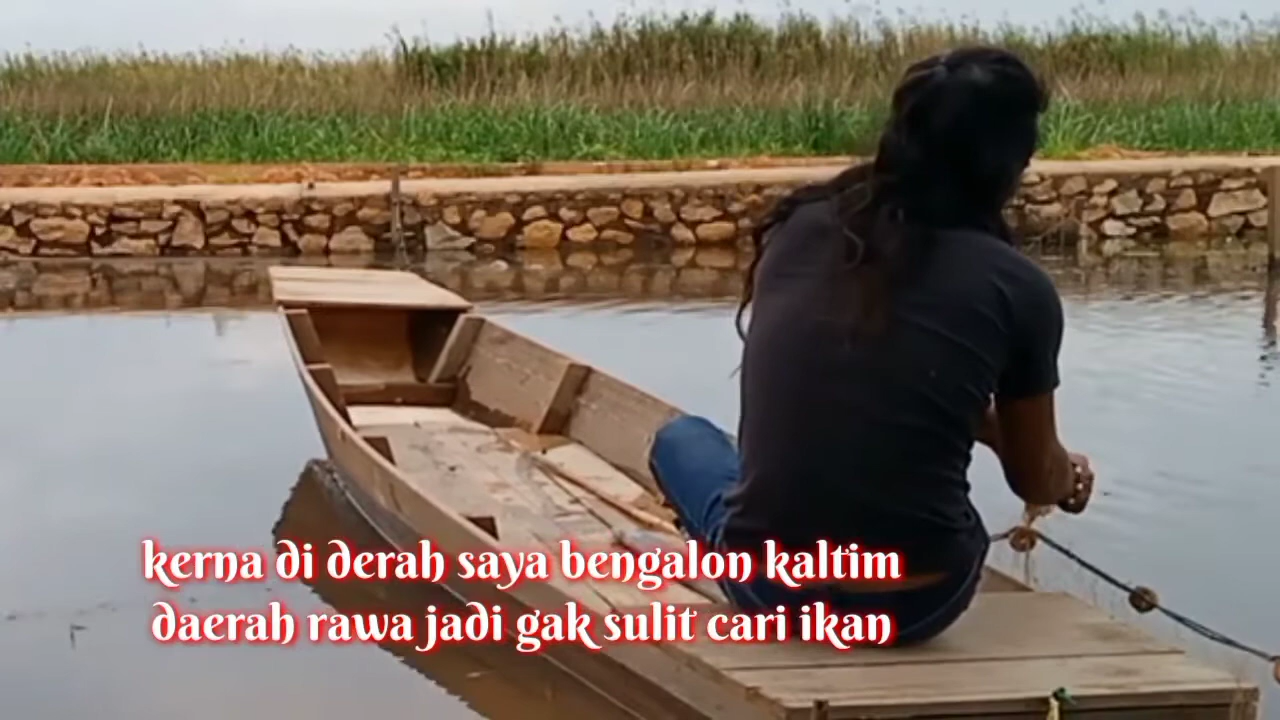 kerna di derah saya bengalon kaltim
daerah rawa jadi gak sulit cari ikan